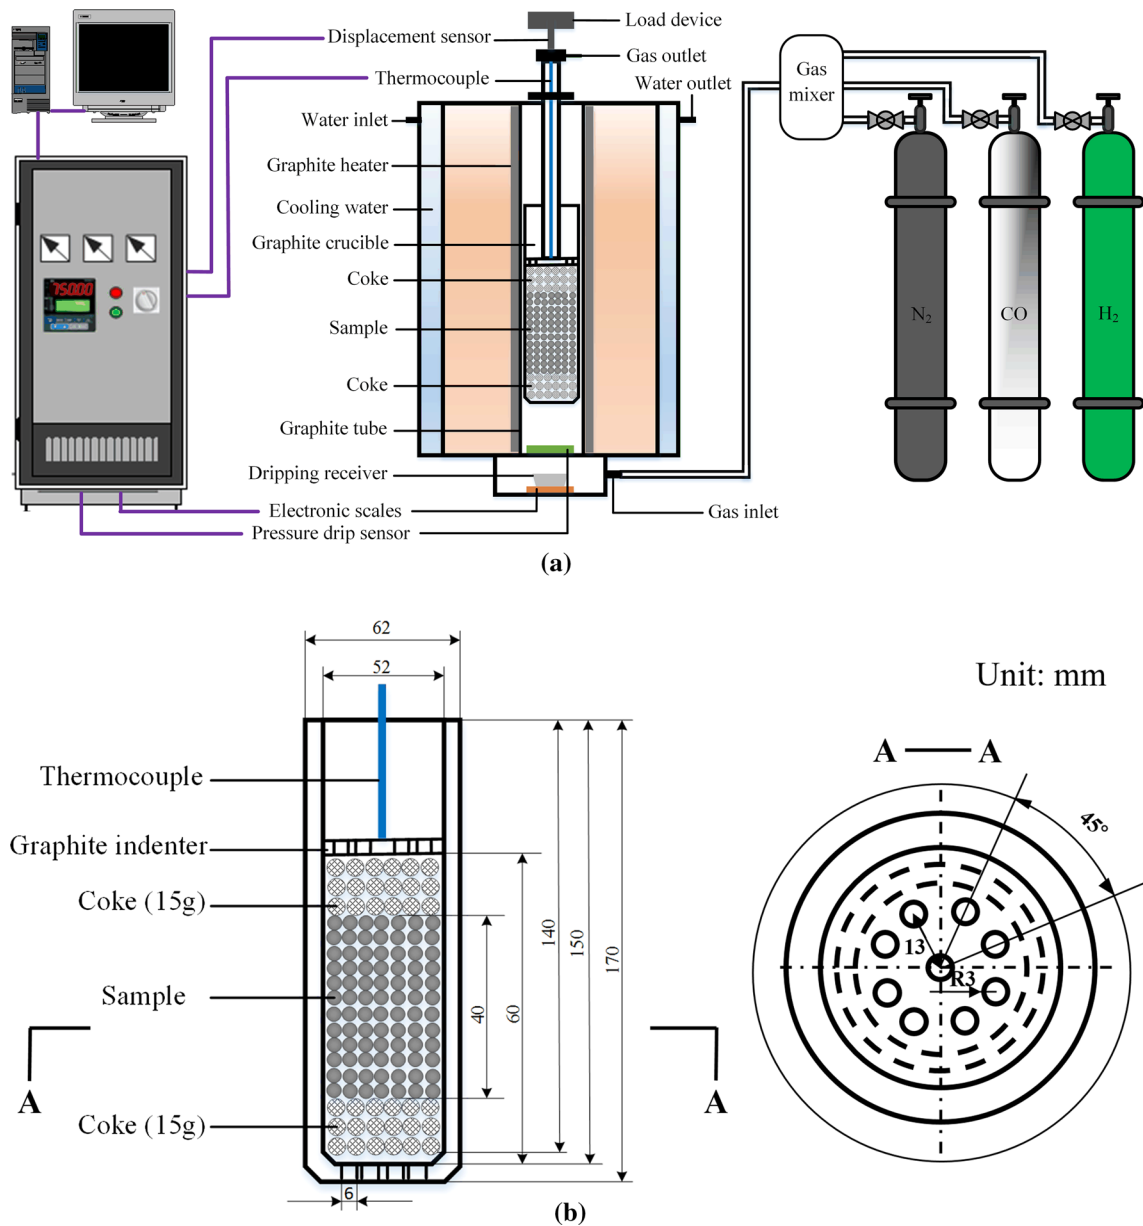 Load device
Displacement sensor
Gas outlet
Thermocouple
Water outlet
Gas
mixer
Water inlet
Graphite heater
Cooling water
Graphite crucible
Coke
Sample
Coke
Graphite tube
Dripping receiver
Electronic scales
Gas inlet
Pressure drip sensor
N2
CO
H2
(a)
62
52
Unit: mm
A
A
Thermocouple
45°
Graphite indenter
Coke (15g)
13
R3
Sample
40
60
140
150
170
A
A
Coke (15g)
6
(b)